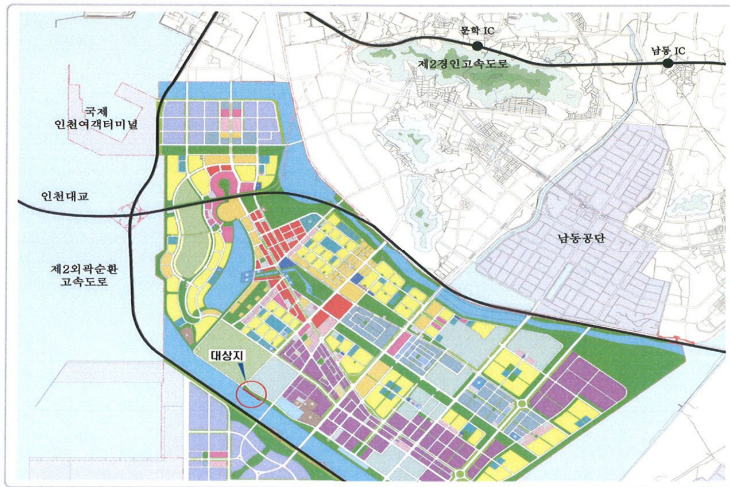 문학 IC
남동 IC
제2경인고속도로
국제
인천여객터미널
인천대교
남동공단
제2외곽순환
고속도로
대상지